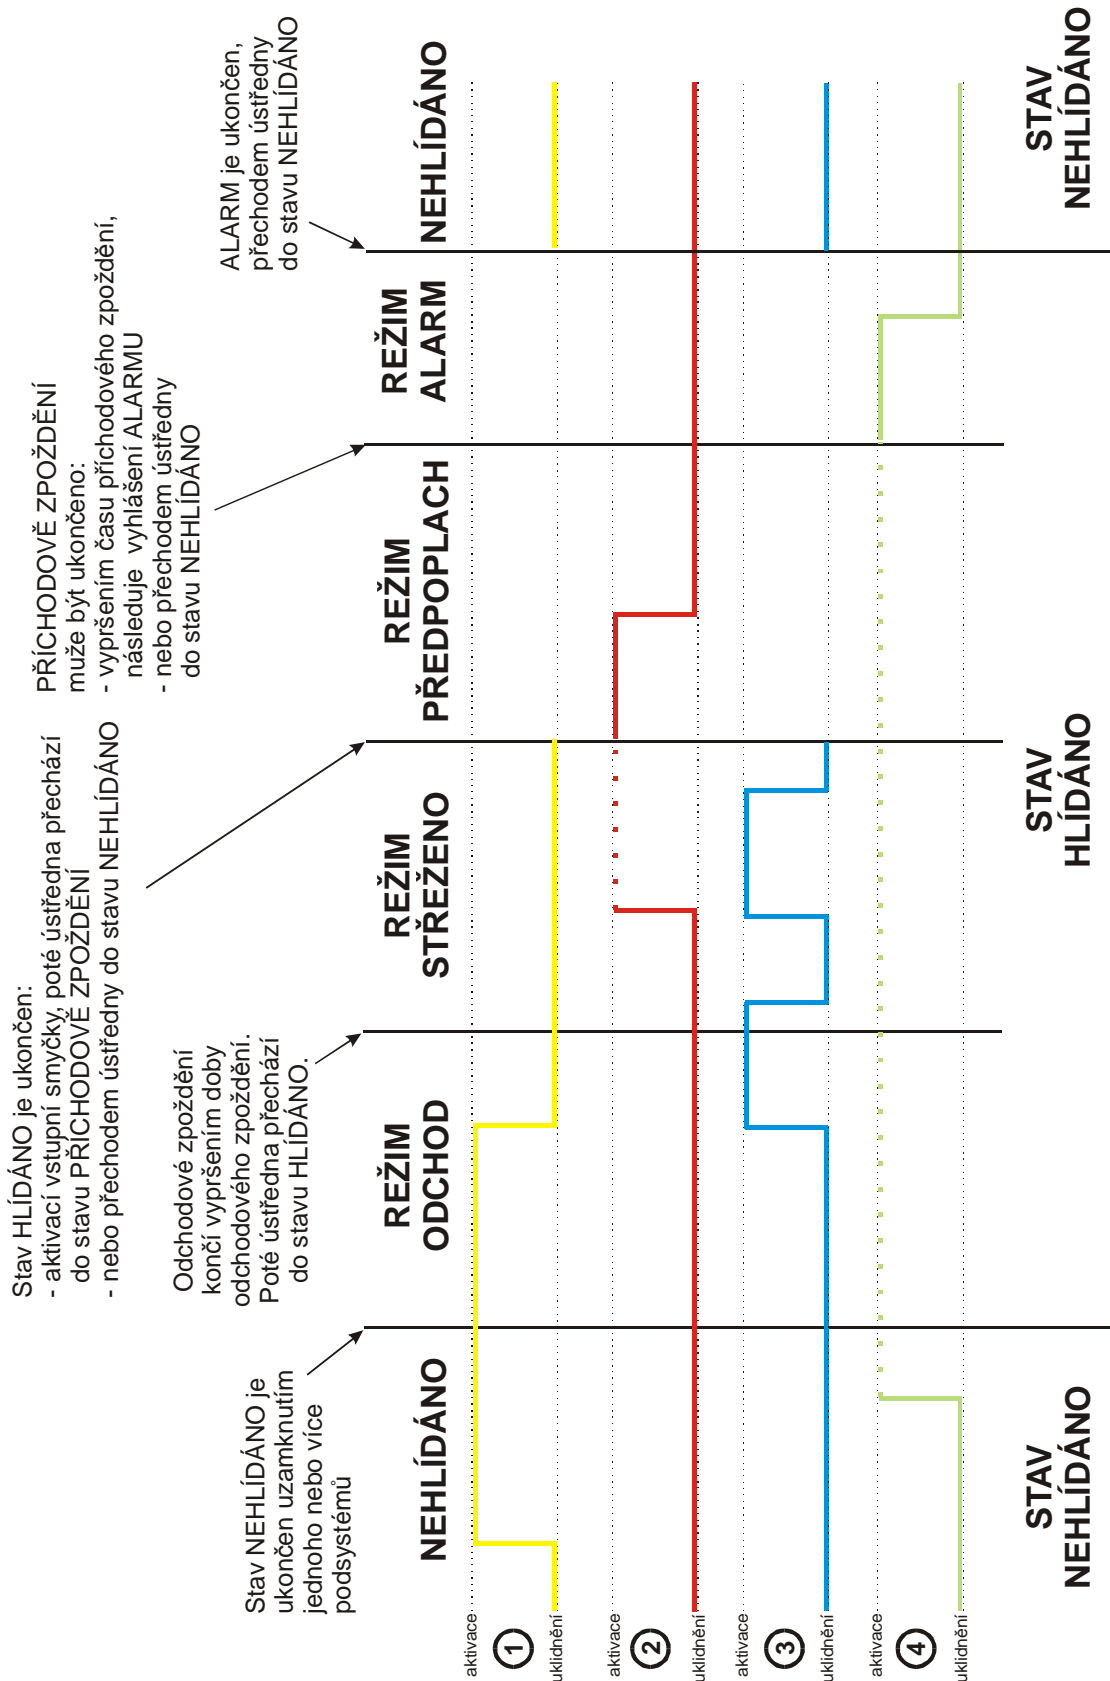 Stav HLÍDÁNO je ukončen:
- aktivací vstupní smyčky, poté ústředna přechází
do stavu PŘÍCHODOVÉ ZPOŽDĚNÍ
- nebo přechodem ústředny do stavu NEHLÍDÁNO
PŘÍCHODOVĚ ZPOŽDĚNÍ
muže být ukončeno:
- vypršením času příchodového zpoždění,
následuje vyhlášení ALARMU
- nebo přechodem ústředny
do stavu NEHLÍDÁNO
ALARM je ukončen,
přechodem ústředny
do stavu NEHLÍDÁNO
Odchodové zpoždění
končí vypršením doby
odchodového zpoždění.
Poté ústředna přechází
do stavu HLÍDÁNO.
Stav NEHLÍDÁNO je
ukončen uzamknutím
jednoho nebo více
podsystémů
NEHLÍDÁNO
REŽIM
ODCHOD
REŽIM
STŘEŽENO
REŽIM
PŘEDPOPLACH
REŽIM
ALARM
NEHLÍDÁNO
aktivace
1
uklidnění
aktivace
2
uklidnění
aktivace
3
uklidnění
aktivace
4
uklidnění
STAV
NEHLÍDÁNO
STAV
HLÍDÁNO
STAV
NEHLÍDÁNO